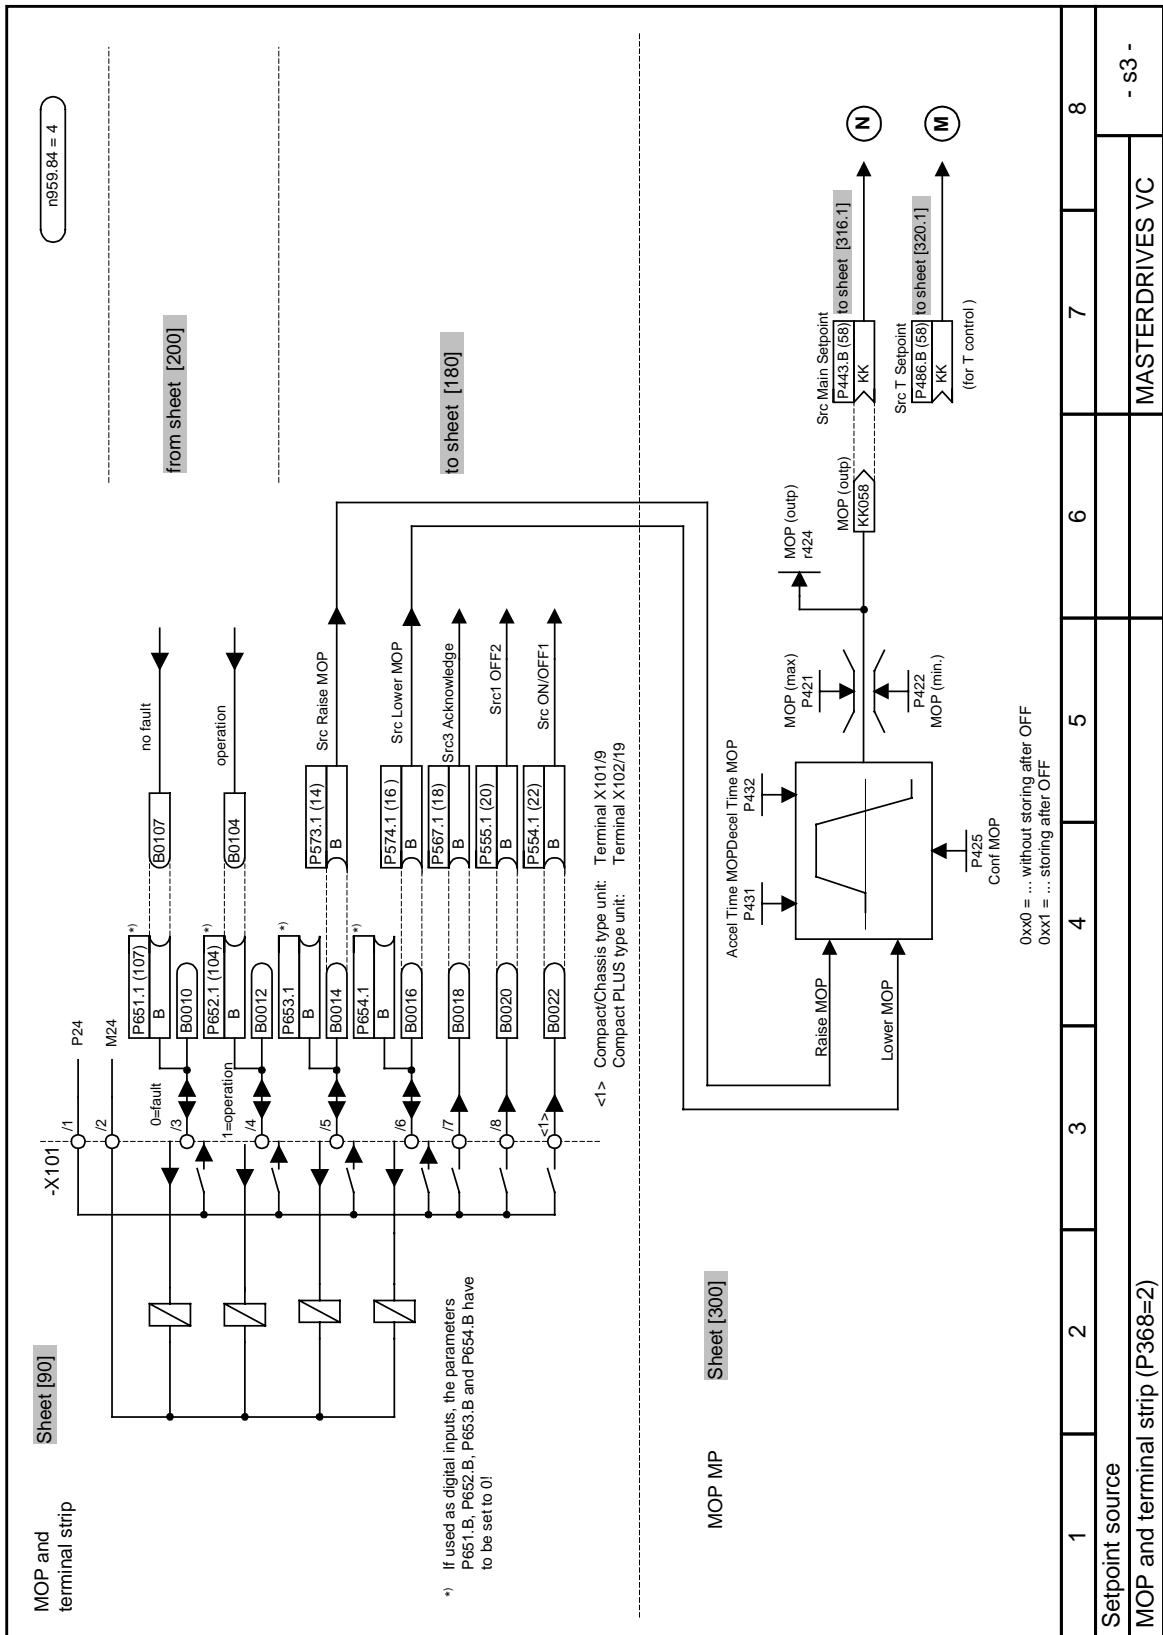 MOP and
terminal strip
Sheet [90]
n959.84 = 4
-X101
/1
P24
/2
M24
0=fault
/3
P651.1 (107)
*)
B
B0010
B0107
no fault
from sheet [200]
1=operation
/4
P652.1 (104)
*)
B
B0012
B0104
operation
/5
P653.1
*)
B
B0014
P573.1 (14)
B
Src Raise MOP
/6
P654.1
*)
B
B0016
P574.1 (16 )
B
Src Lower MOP
to sheet [180]
/7
B0018
P567.1 (18)
B
Src3 Acknowledge
/8
B0020
P555.1 (20)
B
Src1 OFF2
<1>
B0022
P554.1 (22)
B
Src ON/OFF1
*) If used as digital inputs, the parameters
P651.B, P652.B, P653.B and P654.B have
to be set to 0!
<1> Compact/Chassis type unit: Terminal X101/9
Compact PLUS type unit: Terminal X102/19
MOP MP
Sheet [300]
Accel Time MOP
P431
Decel Time MOP
P432
Raise MOP
Lower MOP
P425
Conf MOP
0xx0 = ... without storing after OFF
0xx1 = ... storing after OFF
MOP (max)
P421
P422
MOP (min.)
MOP (outp)
r424
MOP (outp)
KK058
Src Main Setpoint
P443.B (58)
KK
to sheet [316.1]
N
Src T Setpoint
P486.B (58)
KK
to sheet [320.1]
(for T control )
M
1
2
3
4
5
6
7
8
Setpoint source
- s3 -
MOP and terminal strip (P368=2)
MASTERDRIVES VC